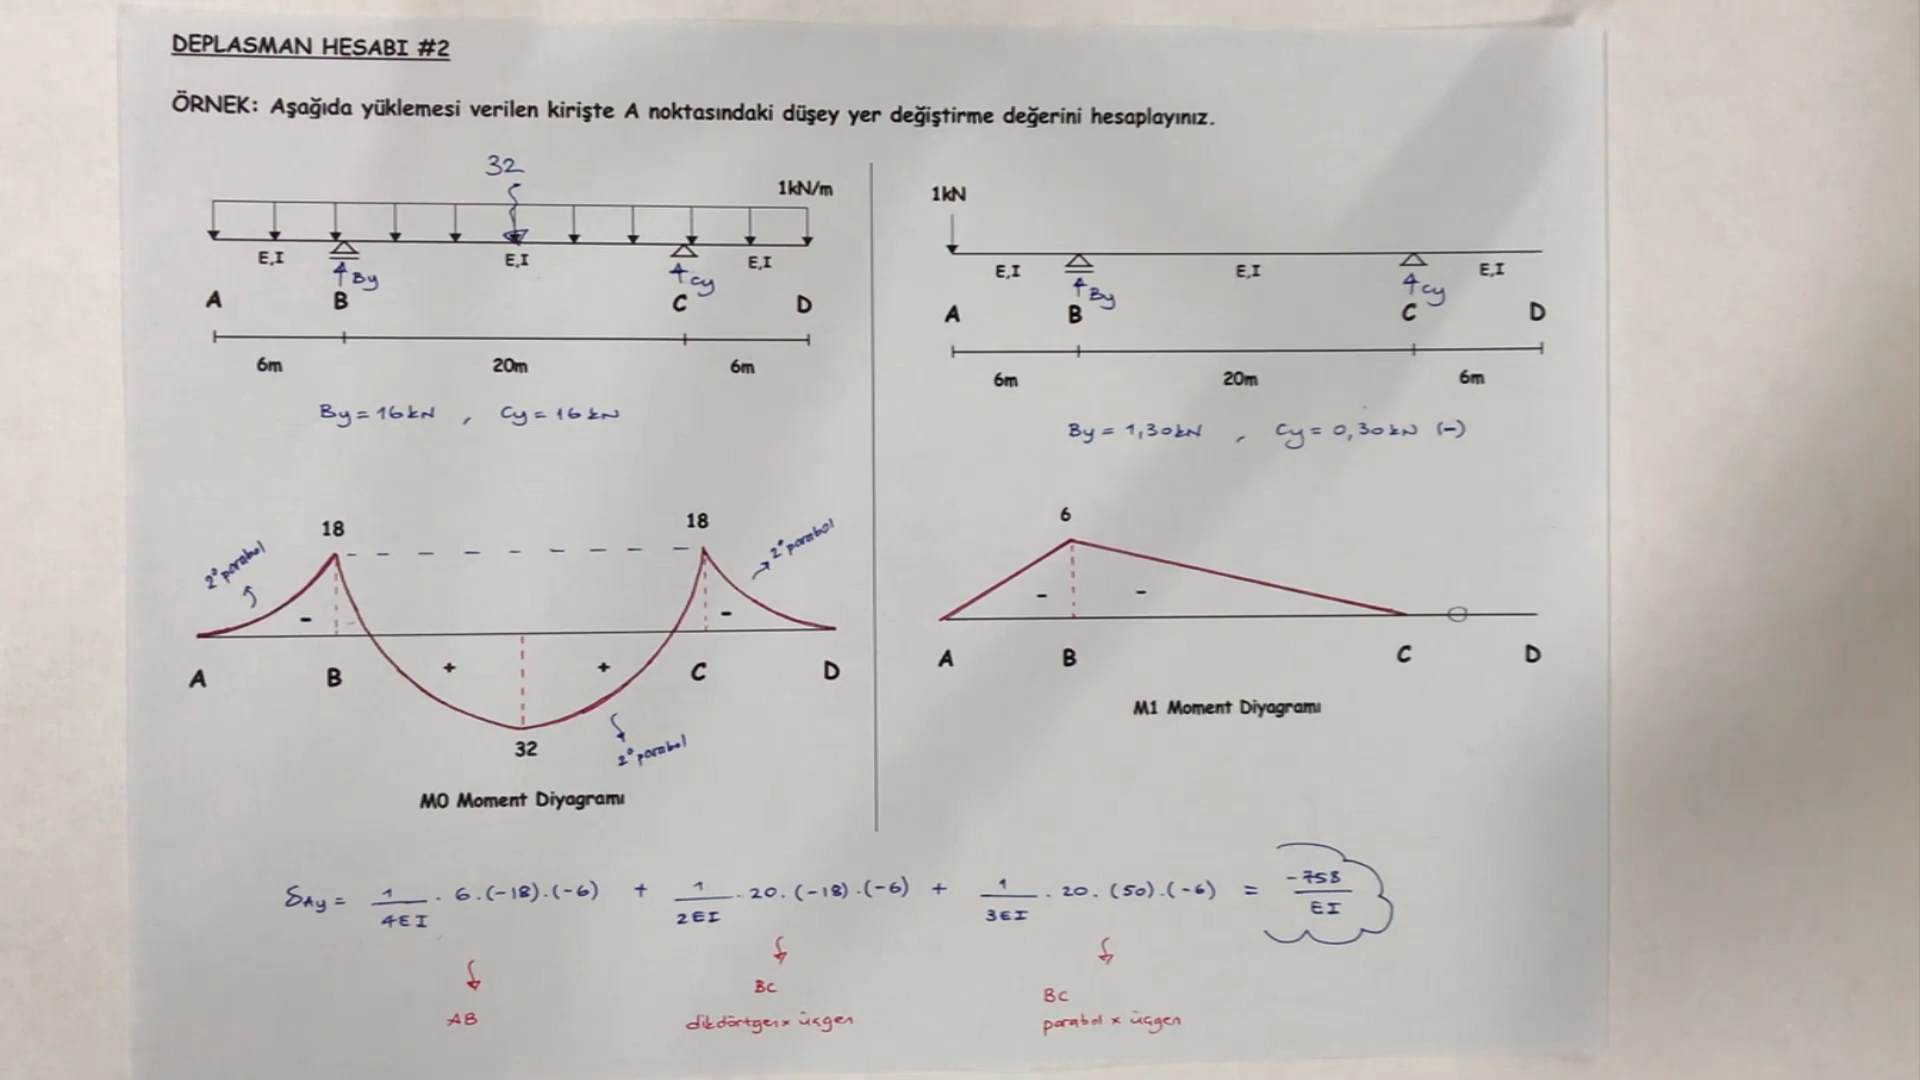 DEPLASMAN HESABI #2
ÖRNEK: Aşağıda yüklemesi verilen kirişte A noktasındaki düşey yer değiştirme değerini hesaplayınız.
32
1kN/m
E,I E,I E,I
By Cy
A B C D
6m 20m 6m
By = 16kN , Cy = 16kN
18 18
2° parabol
2° parabol
- -
+ +
A B C D
32
2° parabol
M0 Moment Diyagramı
1kN
E,I E,I E,I
By Cy
A B C D
6m 20m 6m
By = 1,30kN , Cy = 0,30kN (-)
6
- -
A B C D
M1 Moment Diyagramı
δAy = 1/4EI . 6.(-18).(-6) + 1/2EI . 20.(-18).(-6) + 1/3EI . 20.(50).(-6) = -758/EI
AB
BC
dikdörtgen x üçgen
BC
parabol x üçgen